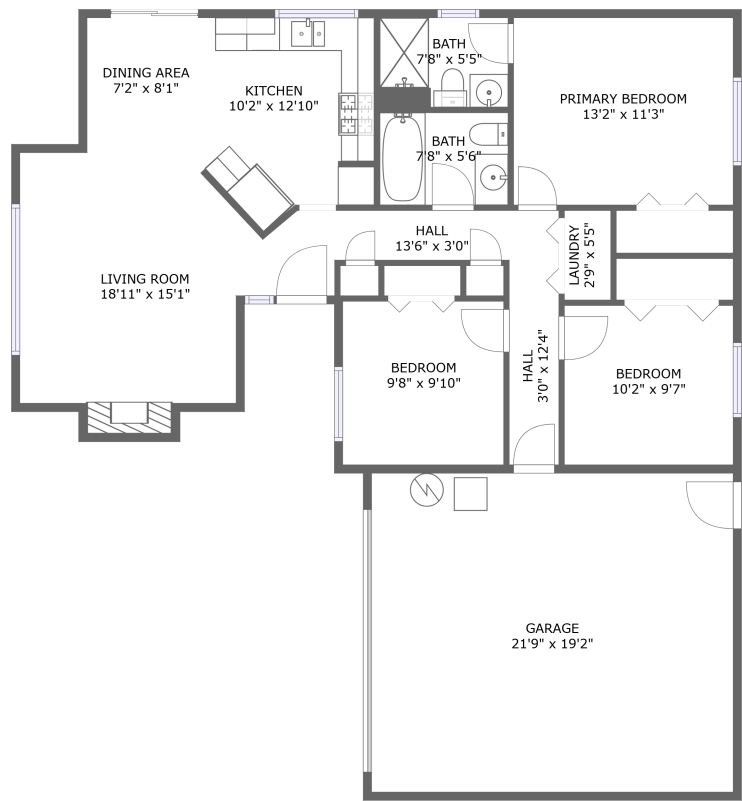 DINING AREA
7'2" x 8'1"
KITCHEN
10'2" x 12'10"
BATH
7'8" x 5'5"
PRIMARY BEDROOM
13'2" x 11'3"
BATH
7'8" x 5'6"
HALL
13'6" x 3'0"
LAUNDRY
2'9" x 5'5"
LIVING ROOM
18'11" x 15'1"
BEDROOM
9'8" x 9'10"
HALL
3'0" x 12'4"
BEDROOM
10'2" x 9'7"
GARAGE
21'9" x 19'2"